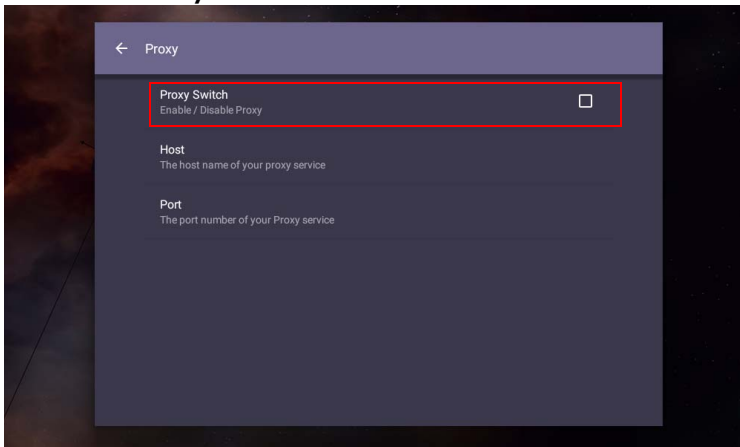 Proxy
Proxy Switch
Enable / Disable Proxy
Host
The host name of your proxy service
Port
The port number of your Proxy service